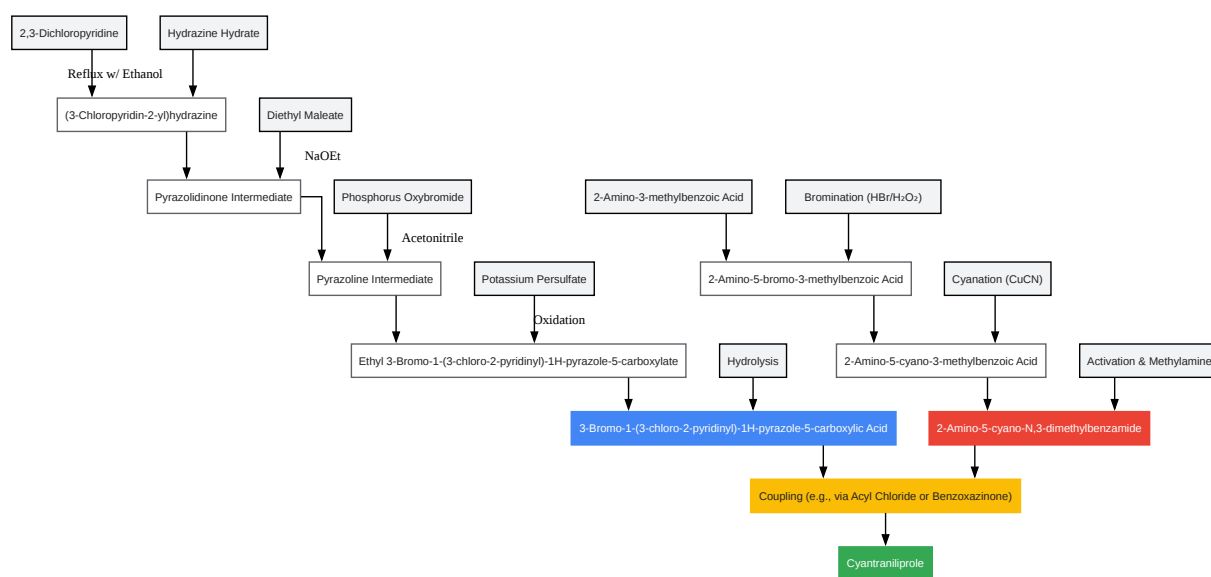 2,3-Dichloropyridine
Hydrazine Hydrate
Reflux w/ Ethanol
(3-Chloropyridin-2-yl)hydrazine
Diethyl Maleate
NaOEt
Pyrazolidinone Intermediate
Phosphorus Oxybromide
2-Amino-3-methylbenzoic Acid
Bromination (HBr/H₂O₂)
Acetonitrile
Pyrazoline Intermediate
Potassium Persulfate
2-Amino-5-bromo-3-methylbenzoic Acid
Cyanation (CuCN)
Oxidation
Ethyl 3-Bromo-1-(3-chloro-2-pyridinyl)-1H-pyrazole-5-carboxylate
Hydrolysis
2-Amino-5-cyano-3-methylbenzoic Acid
Activation & Methylamine
3-Bromo-1-(3-chloro-2-pyridinyl)-1H-pyrazole-5-carboxylic Acid
2-Amino-5-cyano-N,3-dimethylbenzamide
Coupling (e.g., via Acyl Chloride or Benzoxazinone)
Cyantraniliprole